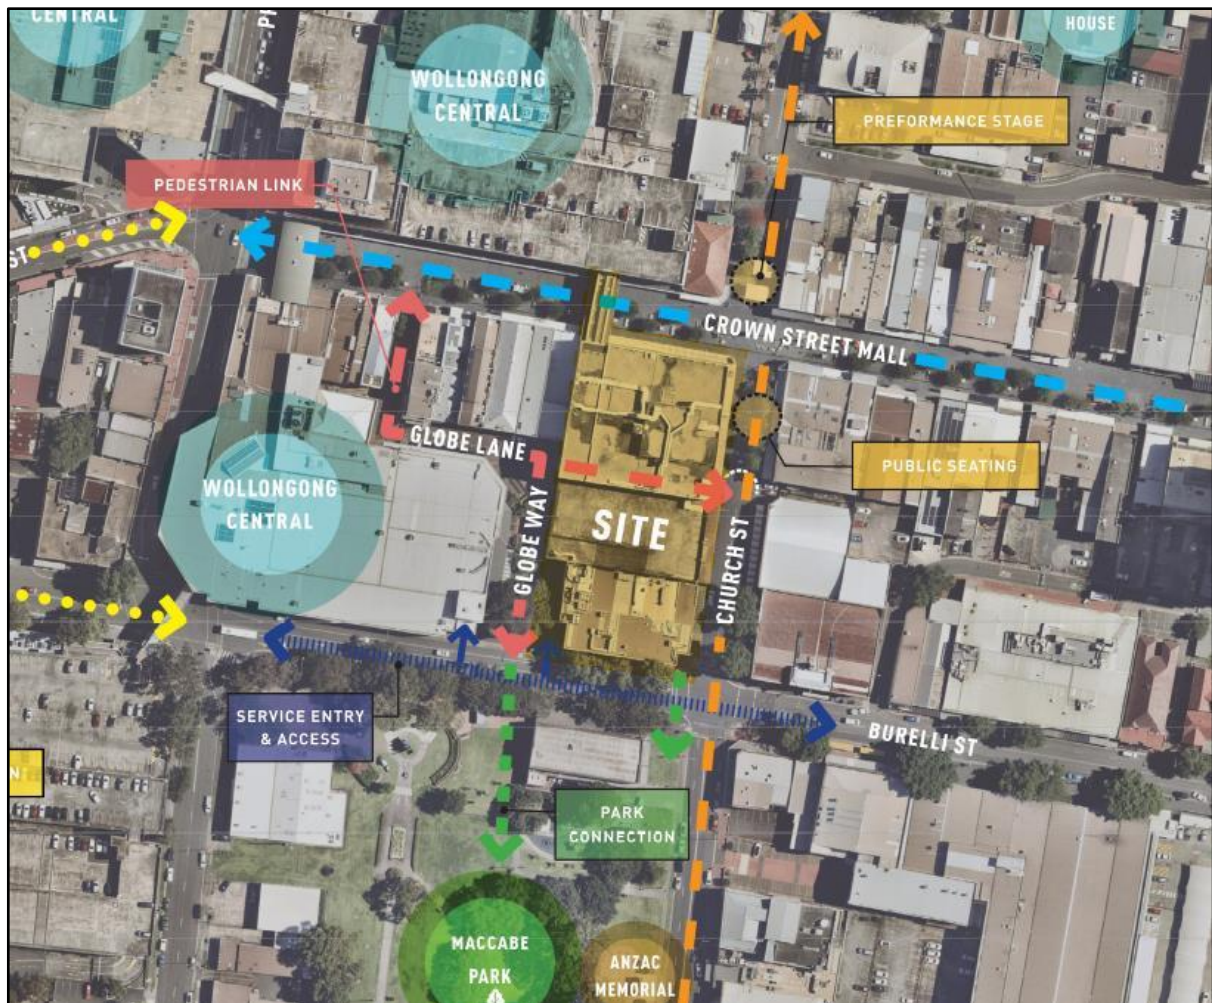 CENTRAL
PI
HOUSE
WOLLONGONG
CENTRAL
PREFORMANCE STAGE
PEDESTRIAN LINK
ST
CROWN STREET MALL
GLOBE LANE
PUBLIC SEATING
WOLLONGONG
CENTRAL
GLOBE WAY
SITE
CHURCH ST
SERVICE ENTRY
& ACCESS
BURELLI ST
N:
PARK
CONNECTION
MACCABE
PARK
ANZAC
MEMORIAL